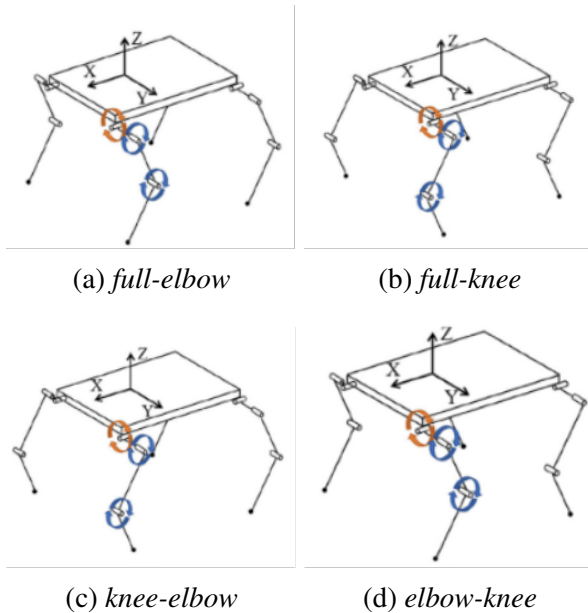 Z
X
Y
Z
X
Y
(a) full-elbow
(b) full-knee
Z
X
Y
Z
X
Y
(c) knee-elbow
(d) elbow-knee